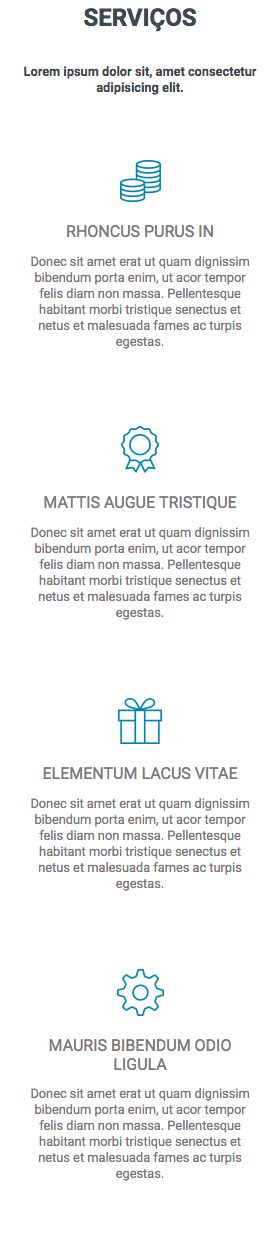 SERVIÇOS
Lorem ipsum dolor sit, amet consectetur
adipisicing elit.
RHONCUS PURUS IN
Donec sit amet erat ut quam dignissim
bibendum porta enim, ut acor tempor
felis diam non massa. Pellentesque
habitant morbi tristique senectus et
netus et malesuada fames ac turpis
egestas.
MATTIS AUGUE TRISTIQUE
Donec sit amet erat ut quam dignissim
bibendum porta enim, ut acor tempor
felis diam non massa. Pellentesque
habitant morbi tristique senectus et
netus et malesuada fames ac turpis
egestas.
ELEMENTUM LACUS VITAE
Donec sit amet erat ut quam dignissim
bibendum porta enim, ut acor tempor
felis diam non massa. Pellentesque
habitant morbi tristique senectus et
netus et malesuada fames ac turpis
egestas.
MAURIS BIBENDUM ODIO
LIGULA
Donec sit amet erat ut quam dignissim
bibendum porta enim, ut acor tempor
felis diam non massa. Pellentesque
habitant morbi tristique senectus et
netus et malesuada fames ac turpis
egestas.